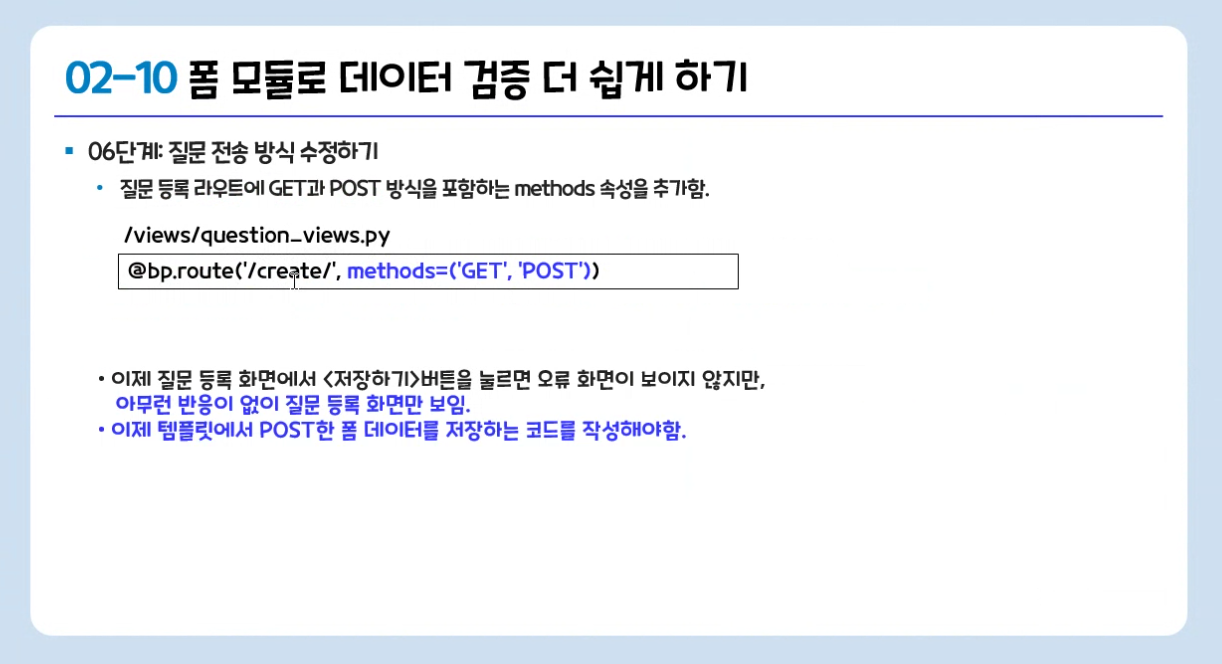 02-10 폼 모듈로 데이터 검증 더 쉽게 하기
▪ 06단계: 질문 전송 방식 수정하기
• 질문 등록 라우트에 GET과 POST 방식을 포함하는 methods 속성을 추가함.
/views/question_views.py
@bp.route('/create/', methods=('GET', 'POST'))
• 이제 질문 등록 화면에서 <저장하기>버튼을 눌르면 오류 화면이 보이지 않지만,
아무런 반응이 없이 질문 등록 화면만 보임.
• 이제 템플릿에서 POST한 폼 데이터를 저장하는 코드를 작성해야함.